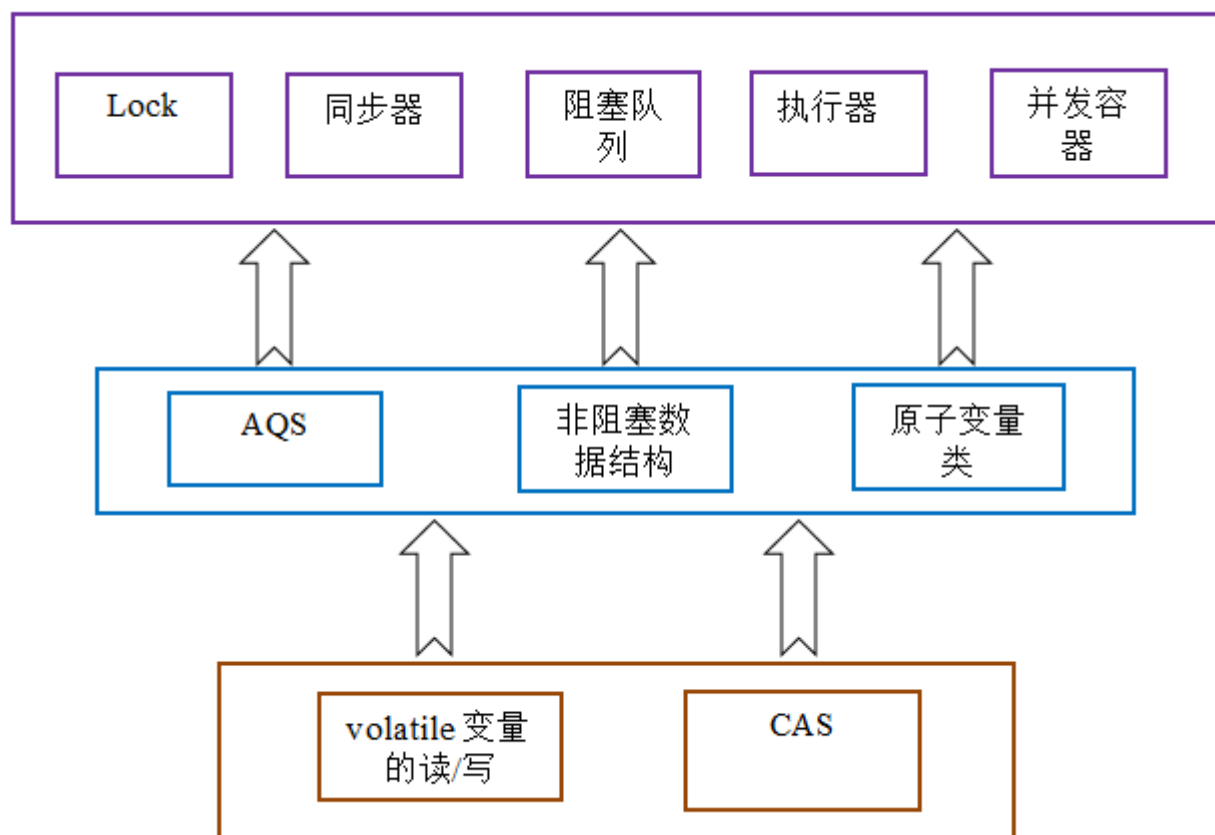 Lock
同步器
阻塞队
列
执行器
并发容
器
AQS
非阻塞数
据结构
原子变量
类
volatile 变量
的读/写
CAS